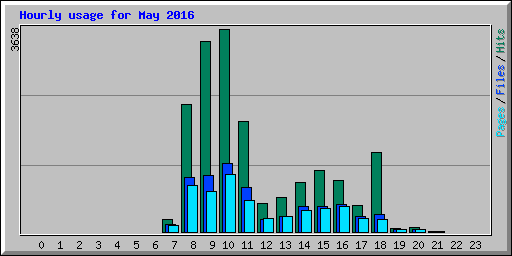 Hourly usage for May 2016
3638
Pages/Files/Hits
0 1 2 3 4 5 6 7 8 9 10 11 12 13 14 15 16 17 18 19 20 21 22 23